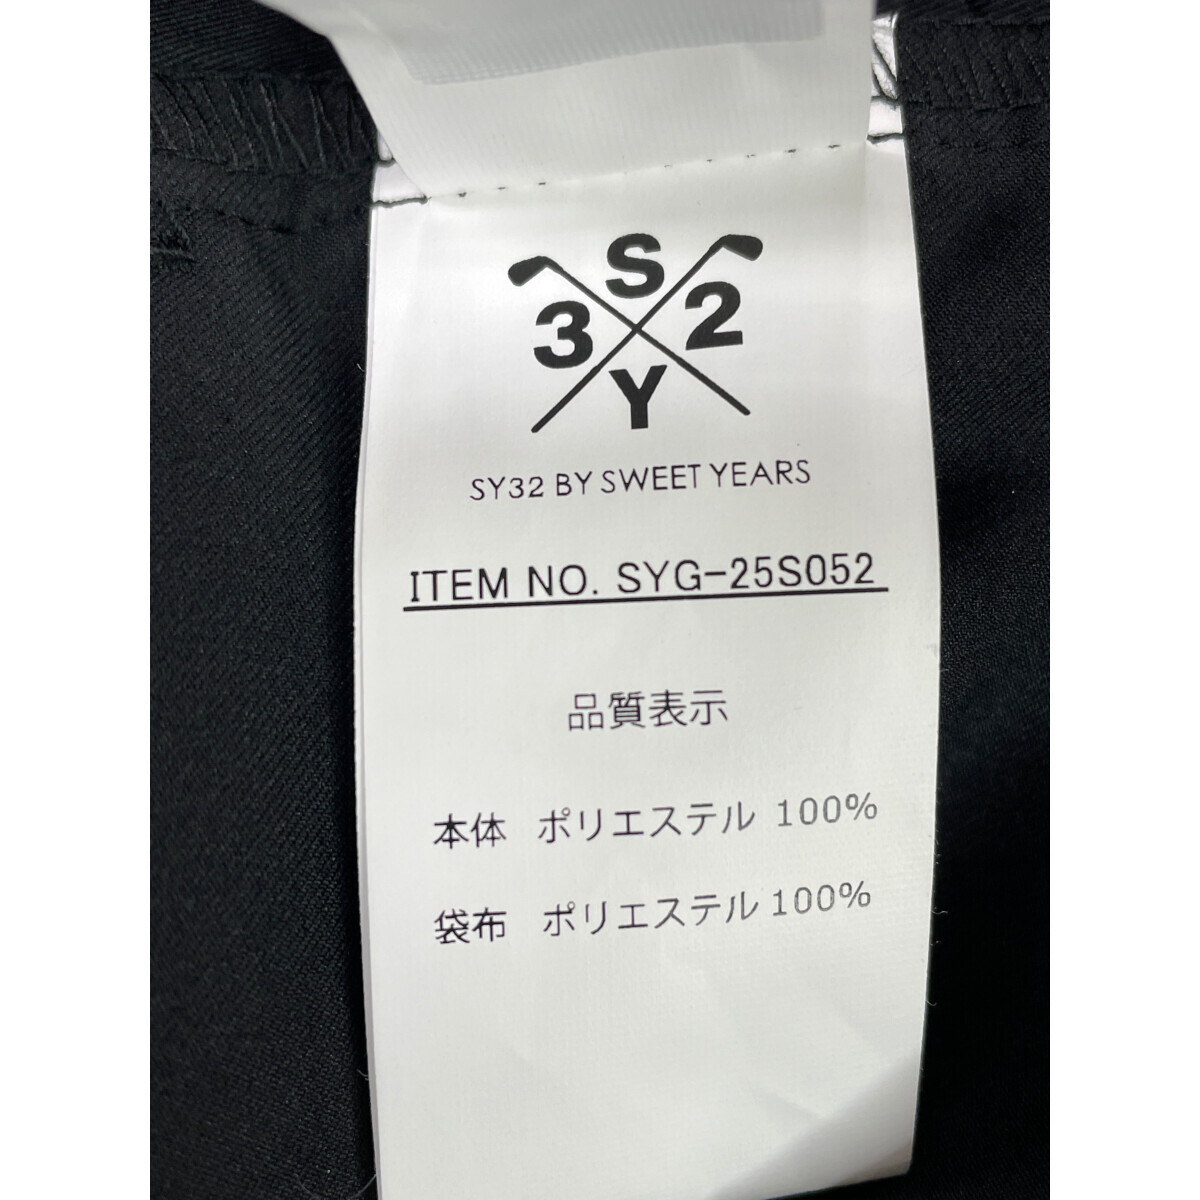 S
3 2
Y
SY32 BY SWEET YEARS
ITEM NO. SYG-25S052
品質表示
本体 ポリエステル 100%
袋布 ポリエステル 100%